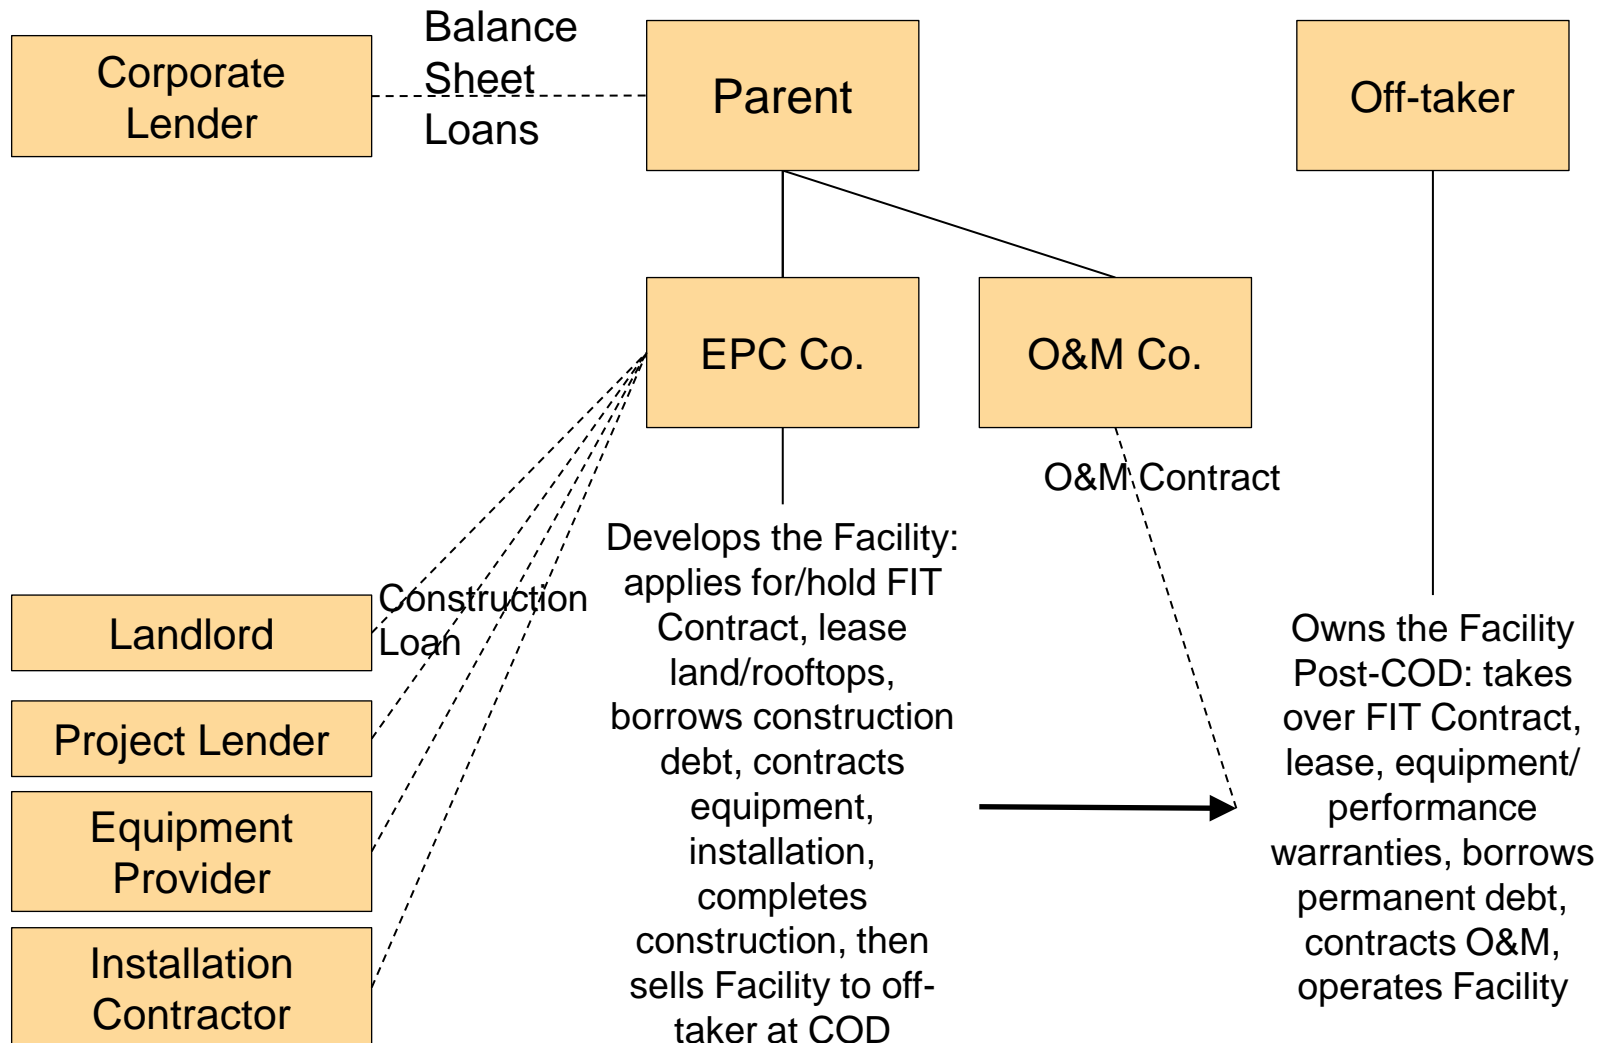 Corporate
Lender
Balance
Sheet
Loans
Parent
Off-taker
EPC Co.
O&M Co.
O&M Contract
Landlord
Construction
Loan
Project Lender
Equipment
Provider
Installation
Contractor
Develops the Facility:
applies for/hold FIT
Contract, lease
land/rooftops,
borrows construction
debt, contracts
equipment,
installation,
completes
construction, then
sells Facility to off-
taker at COD
Owns the Facility
Post-COD: takes
over FIT Contract,
lease, equipment/
performance
warranties, borrows
permanent debt,
contracts O&M,
operates Facility